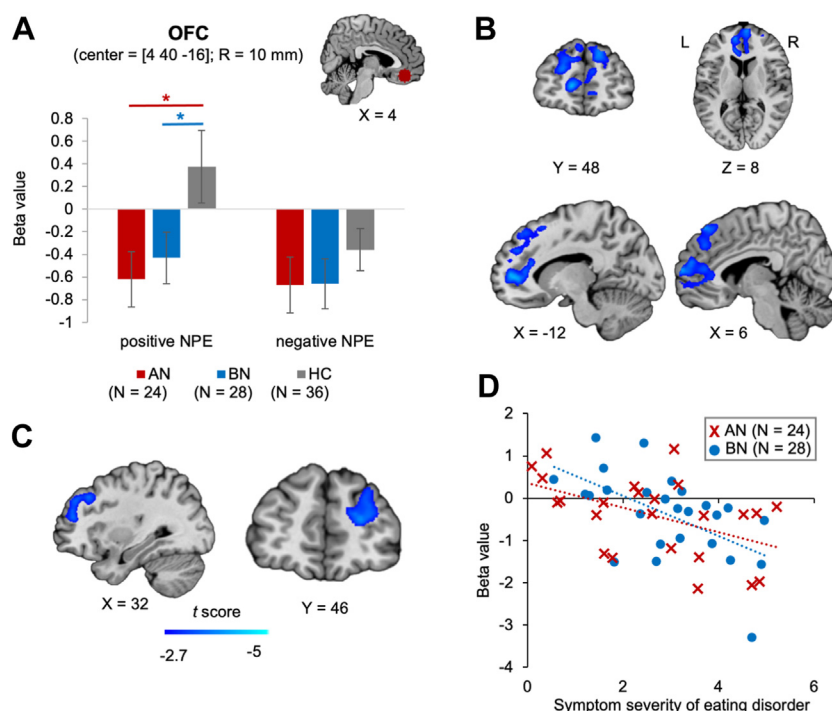 A
OFC
(center = [4 40 -16]; R = 10 mm)
X = 4
*
*
0.8
0.6
0.4
0.2
0
-0.2
-0.4
-0.6
-0.8
-1
Beta value
positive NPE negative NPE
AN BN HC
(N = 24) (N = 28) (N = 36)
B
L R
Y = 48 Z = 8
X = -12 X = 6
C
X = 32 Y = 46
t score
-2.7 -5
D
2
1
0
-1
-2
-3
-4
Beta value
AN (N = 24)
BN (N = 28)
0 2 4 6
Symptom severity of eating disorder